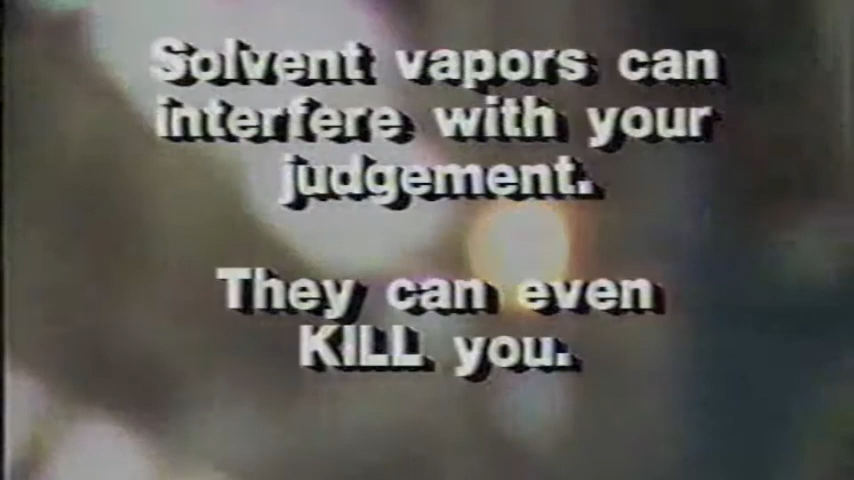 Solvent vapors can
interfere with your
judgement.
They can even
KILL you.